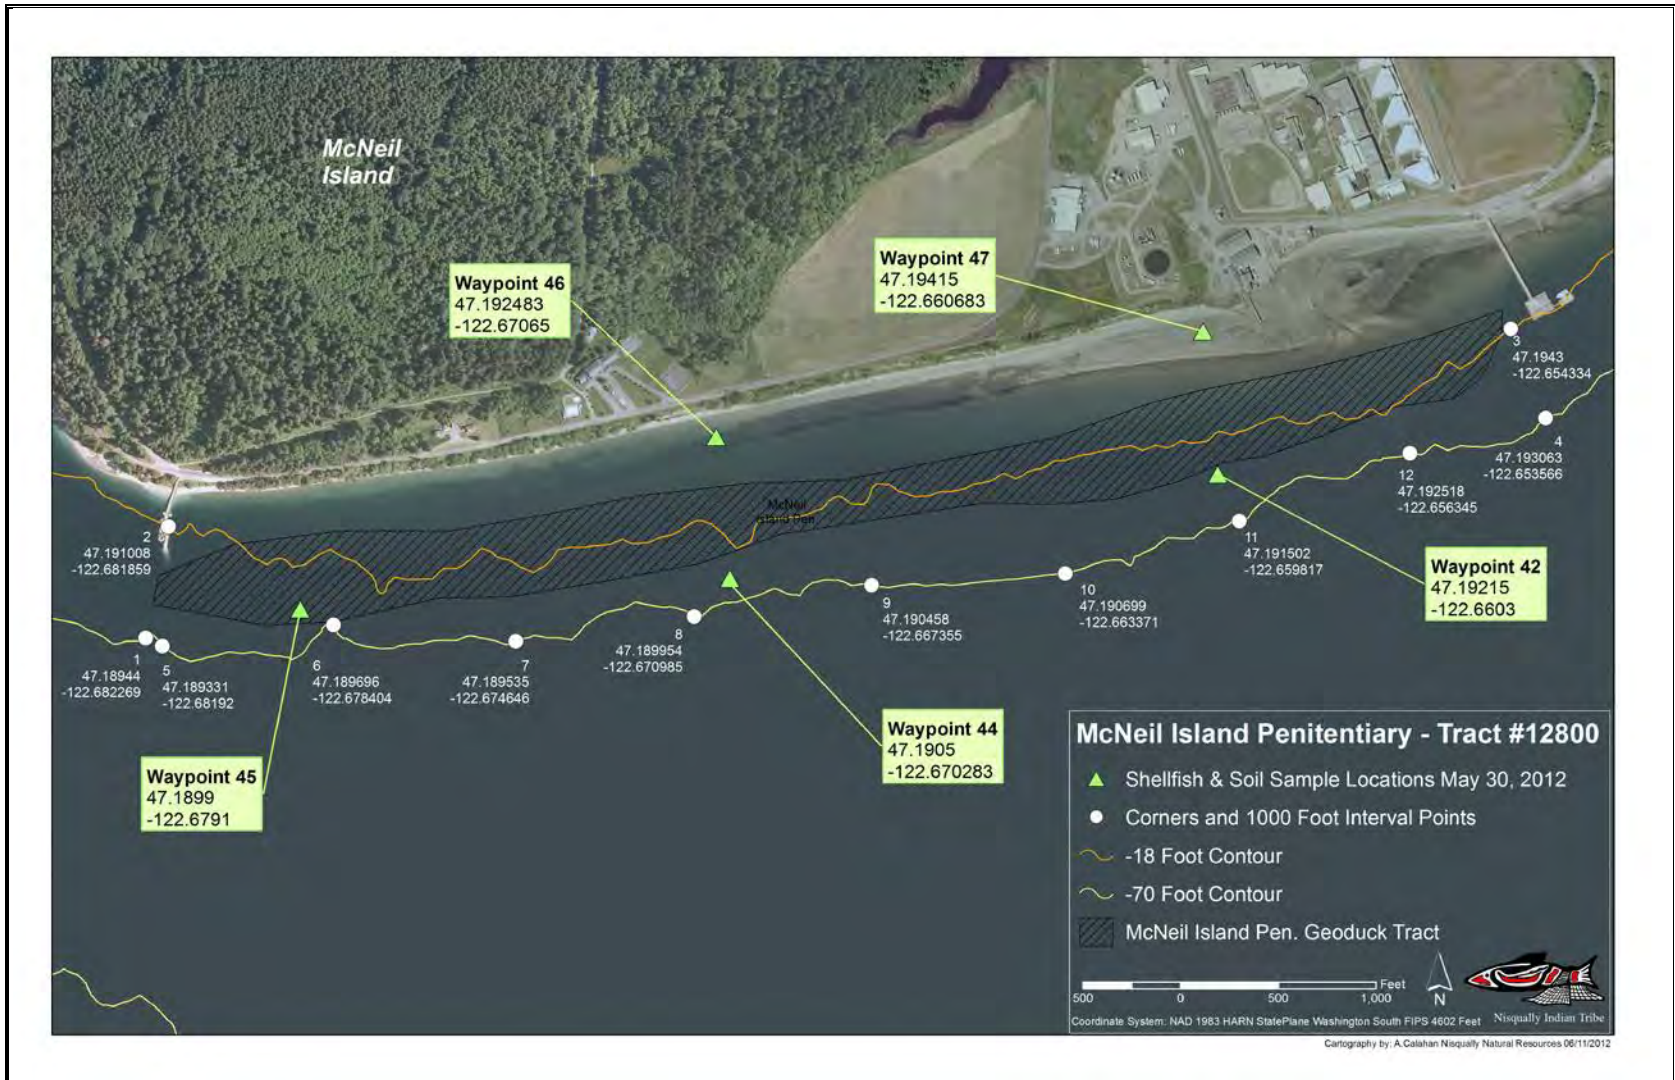 McNeil
Island
Waypoint 46
47.192483
-122.67065
Waypoint 47
47.19415
-122.660683
3
47.1943
-122.654334
4
47.193063
-122.653566
12
47.192518
-122.656345
McNeil
Island Pen.
2
47.191008
-122.681859
11
47.191502
-122.659817
Waypoint 42
47.19215
-122.6603
10
47.190699
-122.663371
9
47.190458
-122.667355
8
47.189954
-122.670985
1
47.18944
-122.682269
5
47.189331
-122.68192
6
47.189696
-122.678404
7
47.189535
-122.674646
Waypoint 44
47.1905
-122.670283
Waypoint 45
47.1899
-122.6791
McNeil Island Penitentiary - Tract #12800
Shellfish & Soil Sample Locations May 30, 2012
Corners and 1000 Foot Interval Points
-18 Foot Contour
-70 Foot Contour
McNeil Island Pen. Geoduck Tract
Feet
500 0 500 1,000
N
Coordinate System: NAD 1983 HARN StatePlane Washington South FIPS 4602 Feet
Nisqually Indian Tribe
Cartography by: A.Calahan Nisqually Natural Resources 06/11/2012